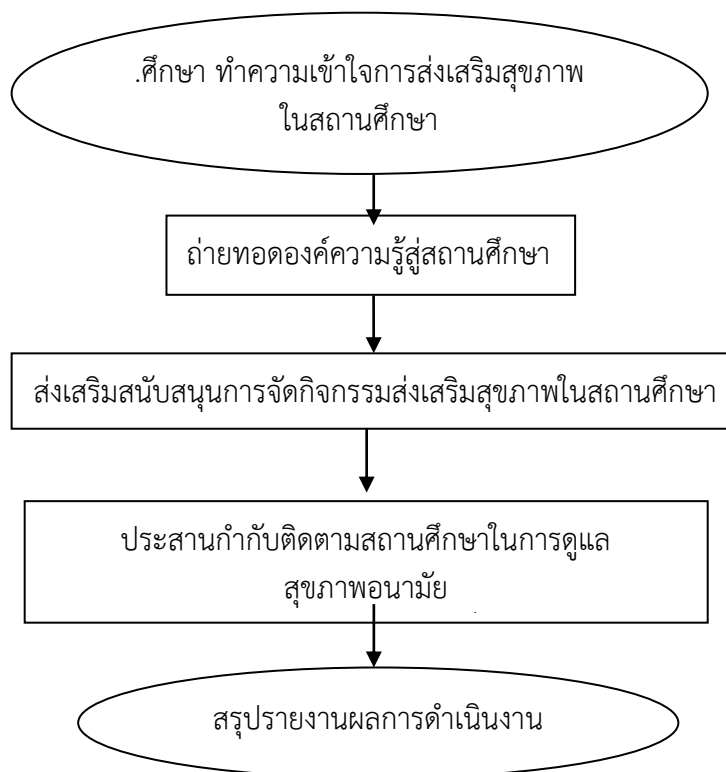 .ศึกษา ทำความเข้าใจการส่งเสริมสุขภาพ
ในสถานศึกษา
ถ่ายทอดองค์ความรู้สู่สถานศึกษา
ส่งเสริมสนับสนุนการจัดกิจกรรมส่งเสริมสุขภาพในสถานศึกษา
ประสานกำกับติดตามสถานศึกษาในการดูแล
สุขภาพอนามัย
สรุปรายงานผลการดำเนินงาน